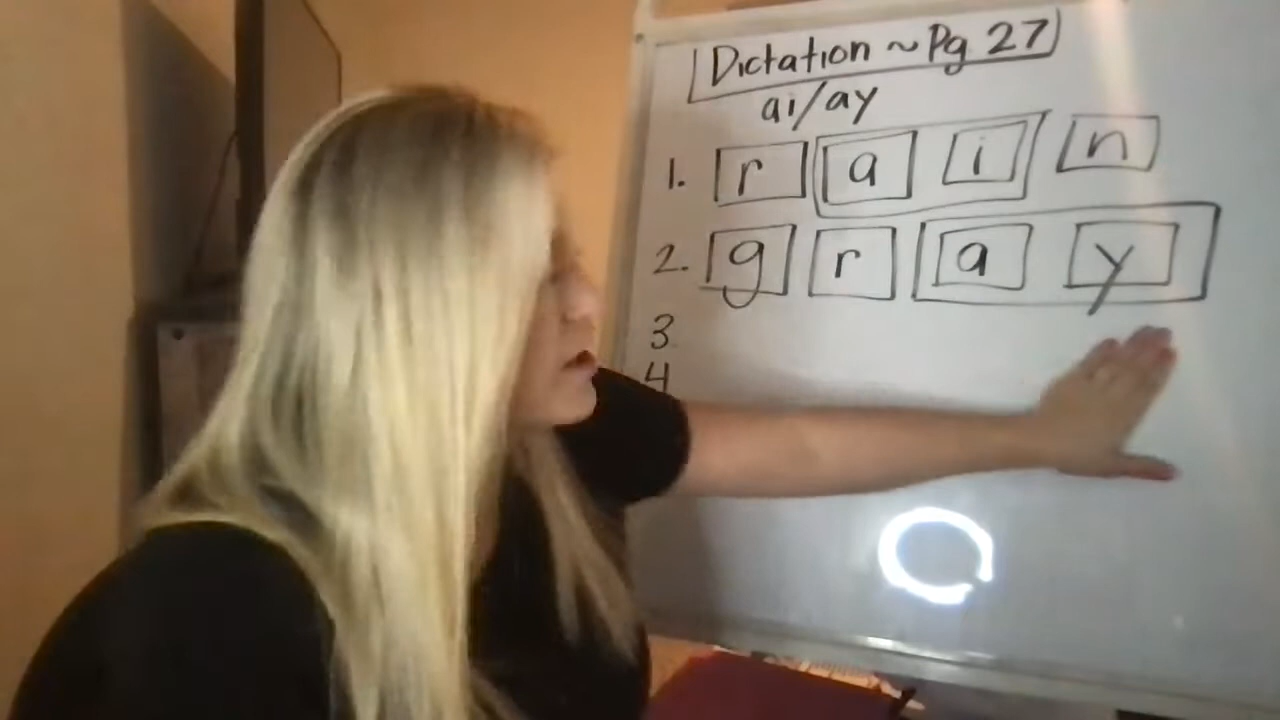 Dictation ~ Pg 27
ai/ay
1. r a i n
2. g r a y
3
4